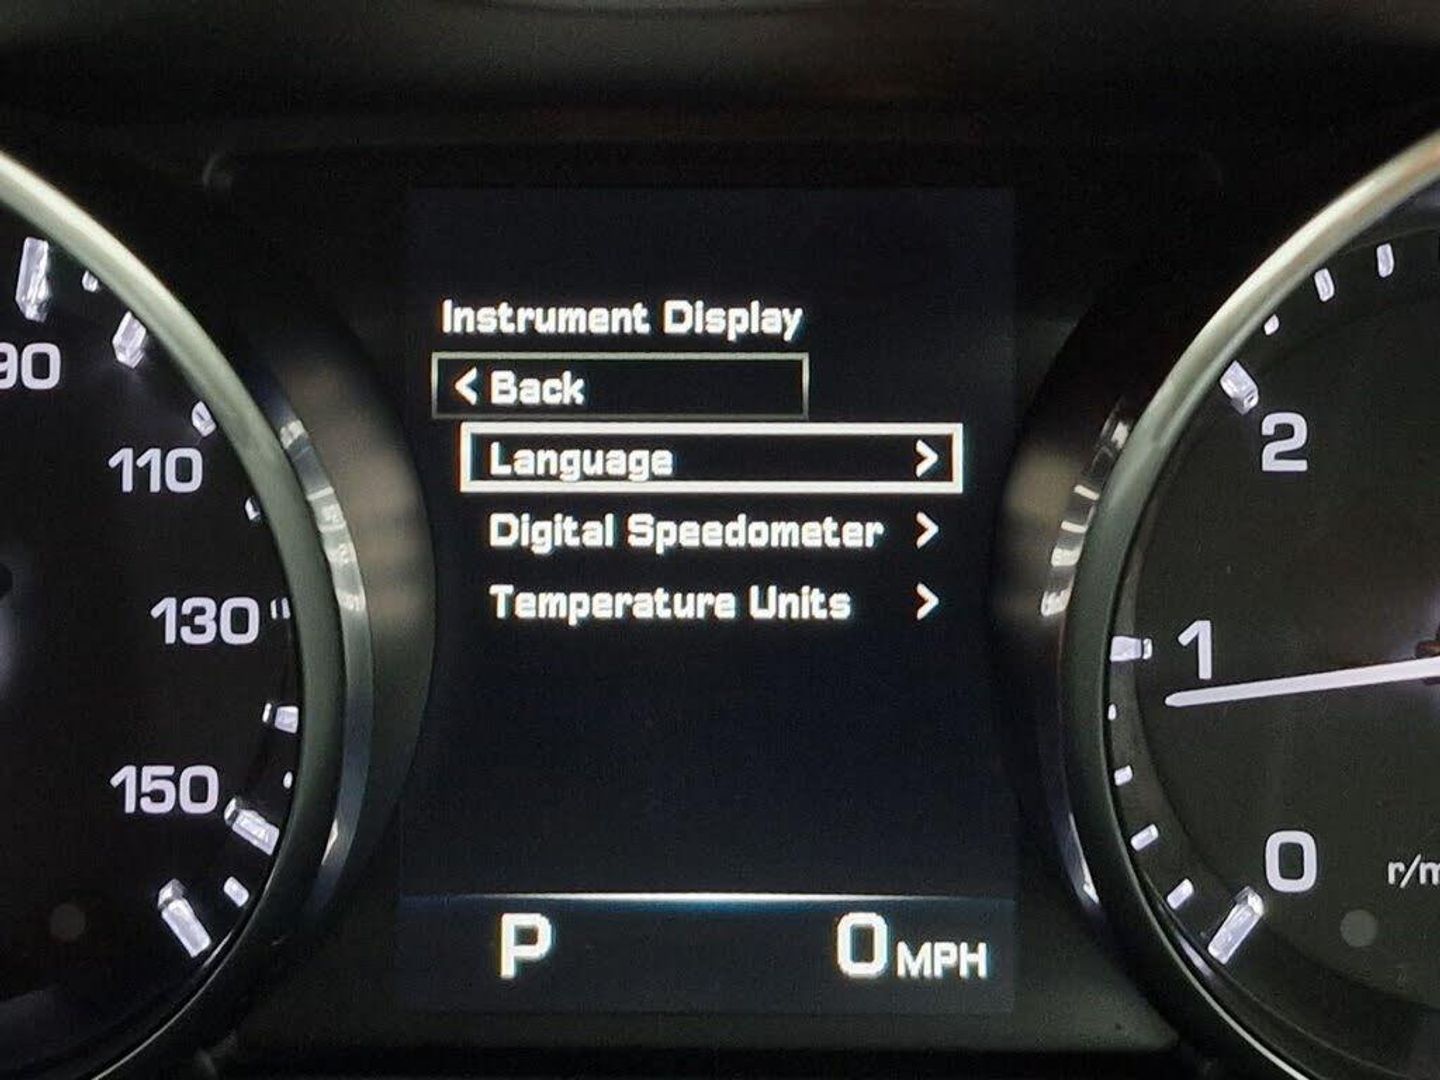 Instrument Display
< Back
Language >
Digital Speedometer >
Temperature Units >
P
0 MPH
90
110
130
150
2
1
0